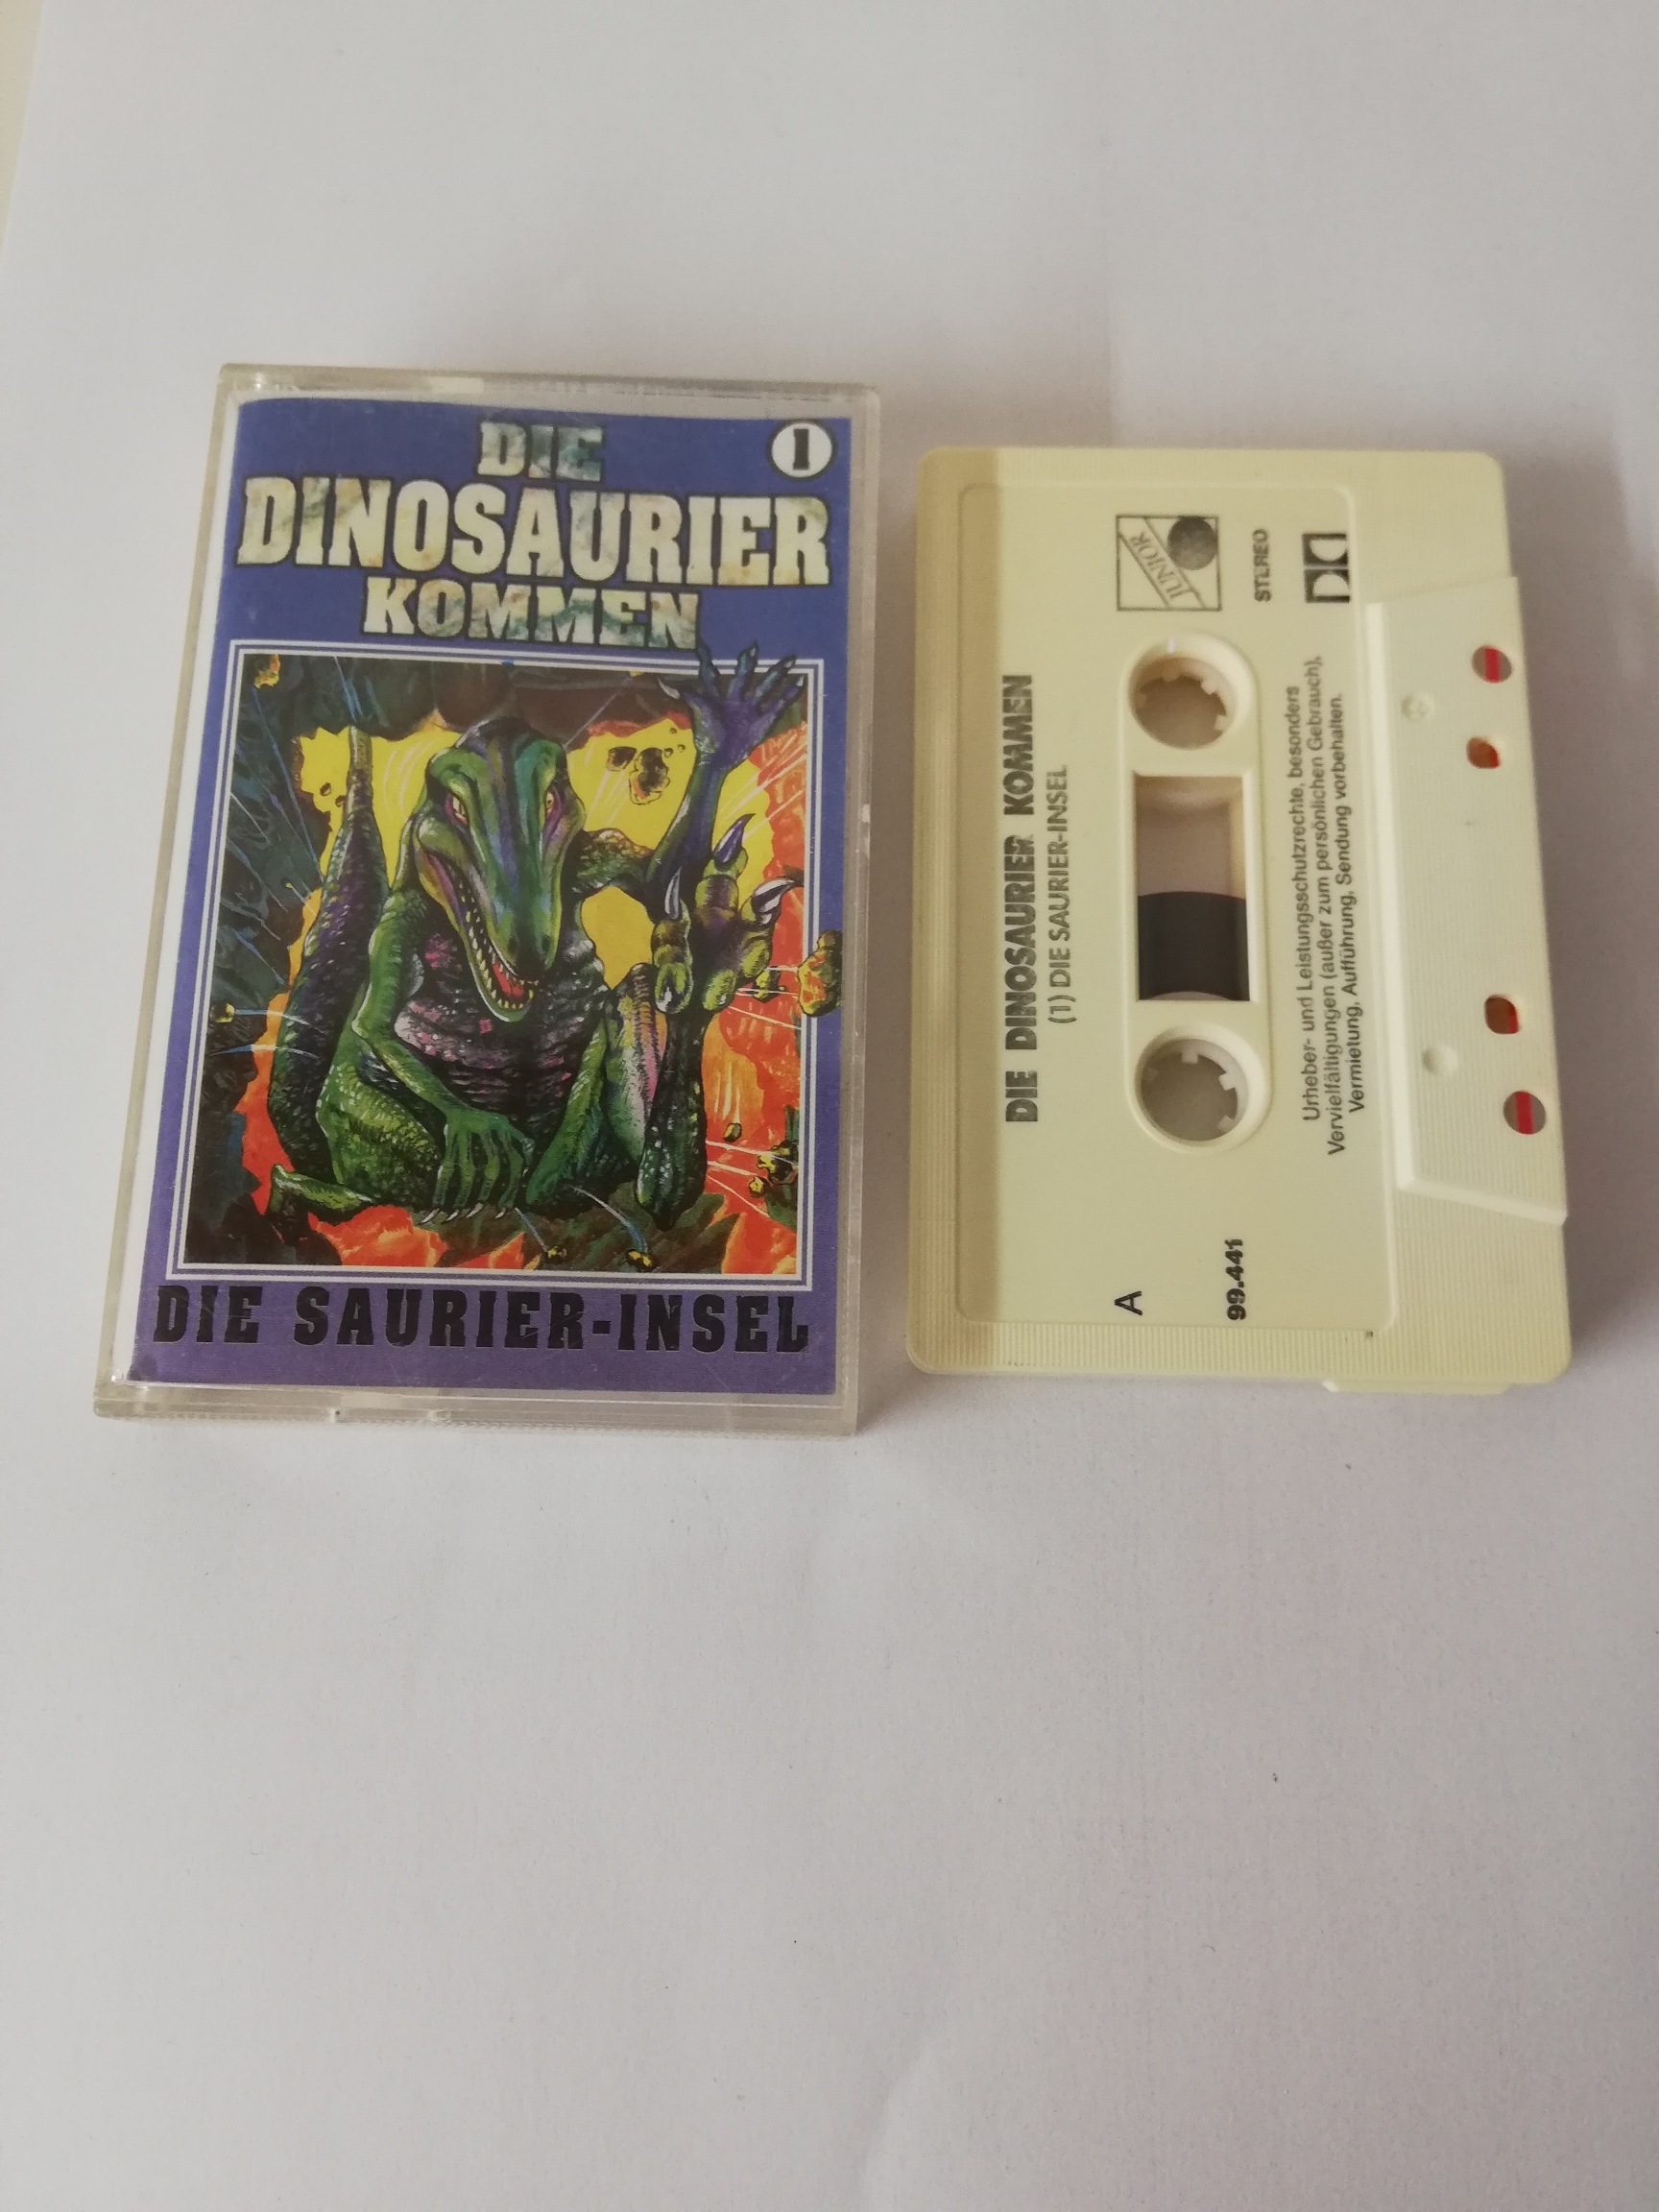 DIE
1
DINOSAURIER
KOMMEN
DIE SAURIER-INSEL
DIE DINOSAURIER KOMMEN
(1) DIE SAURIER-INSEL
JUNIOR
STEREO
A
99.441
Urheber- und Leistungsschutzrechte, besonders
Vervielfältigungen (außer zum persönlichen Gebrauch),
Vermietung, Aufführung, Sendung vorbehalten.